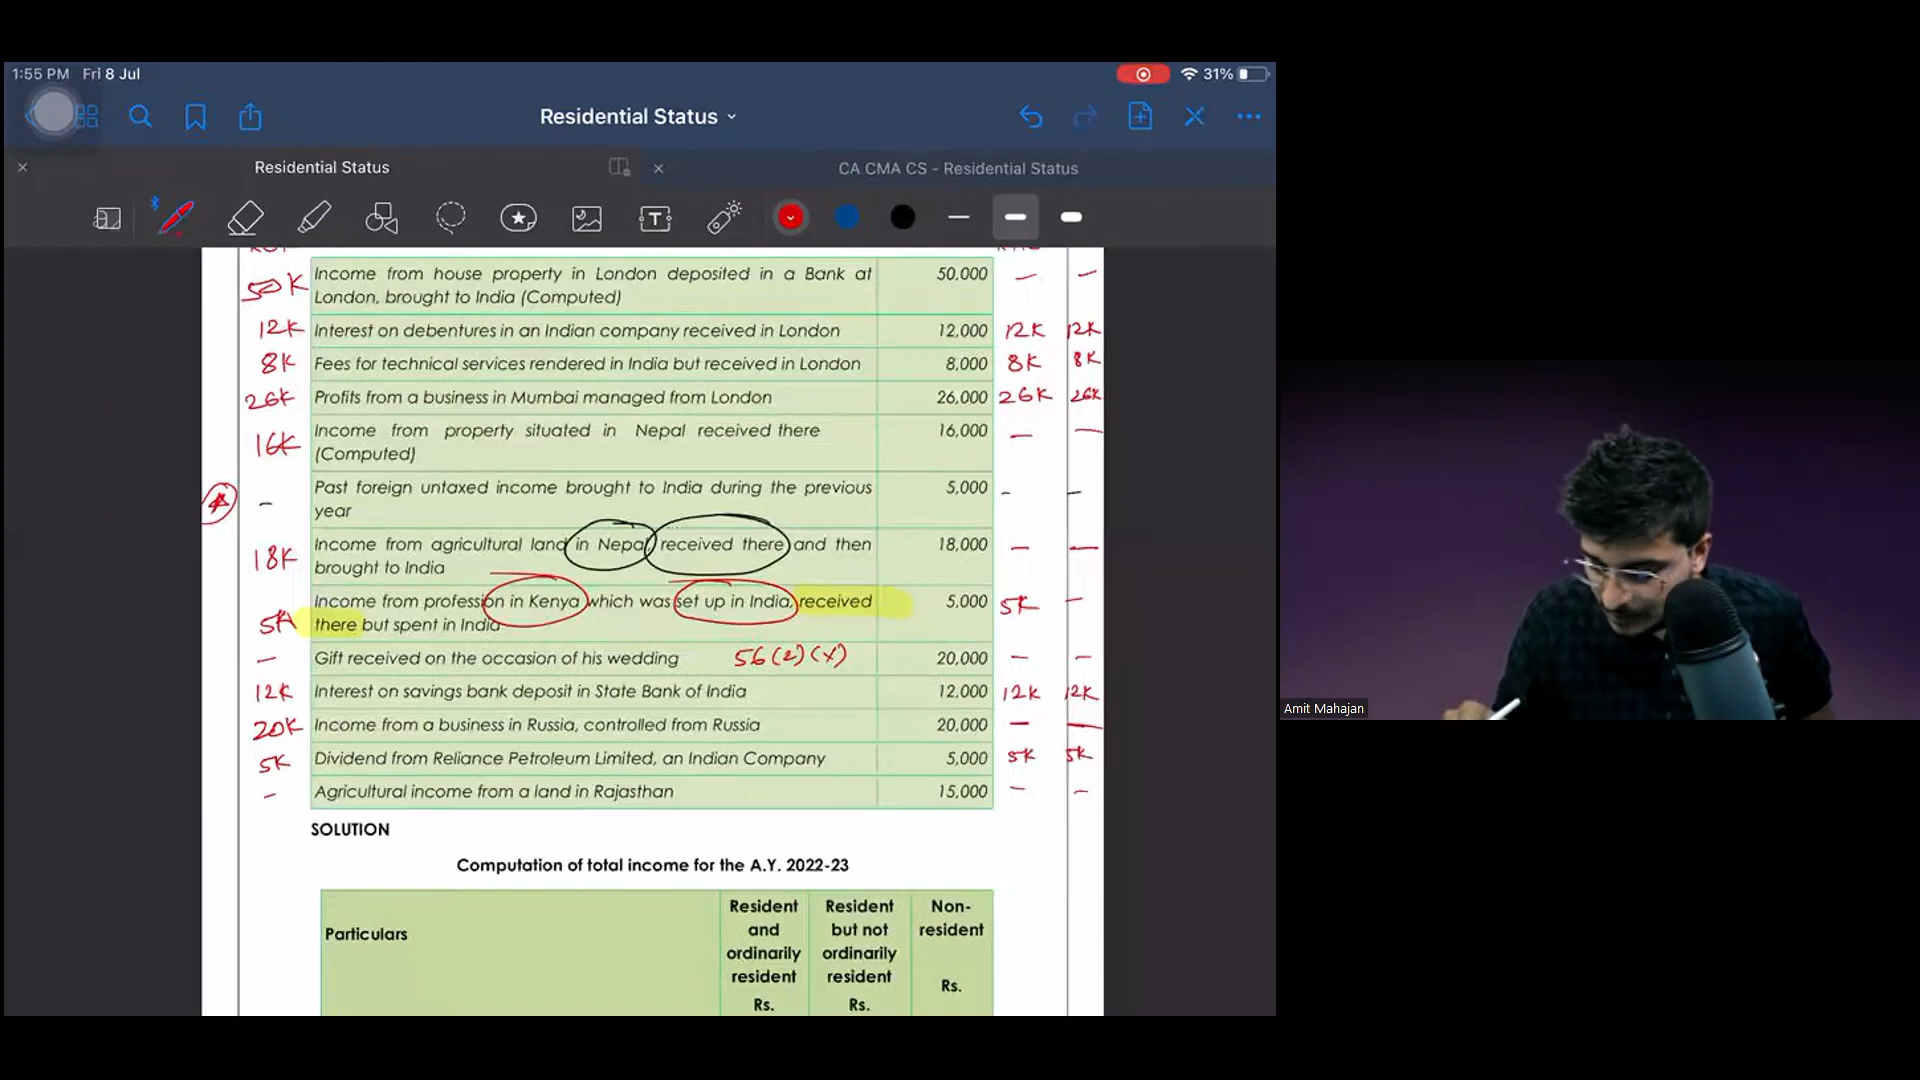 1:55 PM Fri 8 Jul
31%
Residential Status
Residential Status
CA CMA CS - Residential Status
T
50K Income from house property in London deposited in a Bank at 50,000 — —
London, brought to India (Computed)
12K Interest on debentures in an Indian company received in London 12,000 12K 12K
8K Fees for technical services rendered in India but received in London 8,000 8K 8K
26K Profits from a business in Mumbai managed from London 26,000 26K 26K
16K Income from property situated in Nepal received there 16,000 — —
(Computed)
- Past foreign untaxed income brought to India during the previous 5,000 - —
year
18K Income from agricultural land in Nepal received there and then 18,000 — —
brought to India
5K Income from profession in Kenya which was set up in India, received 5,000 5K —
there but spent in India
— Gift received on the occasion of his wedding 56(2)(x) 20,000 — —
12K Interest on savings bank deposit in State Bank of India 12,000 12K 12K
20K Income from a business in Russia, controlled from Russia 20,000 — —
5K Dividend from Reliance Petroleum Limited, an Indian Company 5,000 5K 5K
— Agricultural income from a land in Rajasthan 15,000 — —
SOLUTION
Computation of total income for the A.Y. 2022-23
Particulars
Resident
and
ordinarily
resident
Rs.
Resident
but not
ordinarily
resident
Rs.
Non-
resident
Rs.
Amit Mahajan